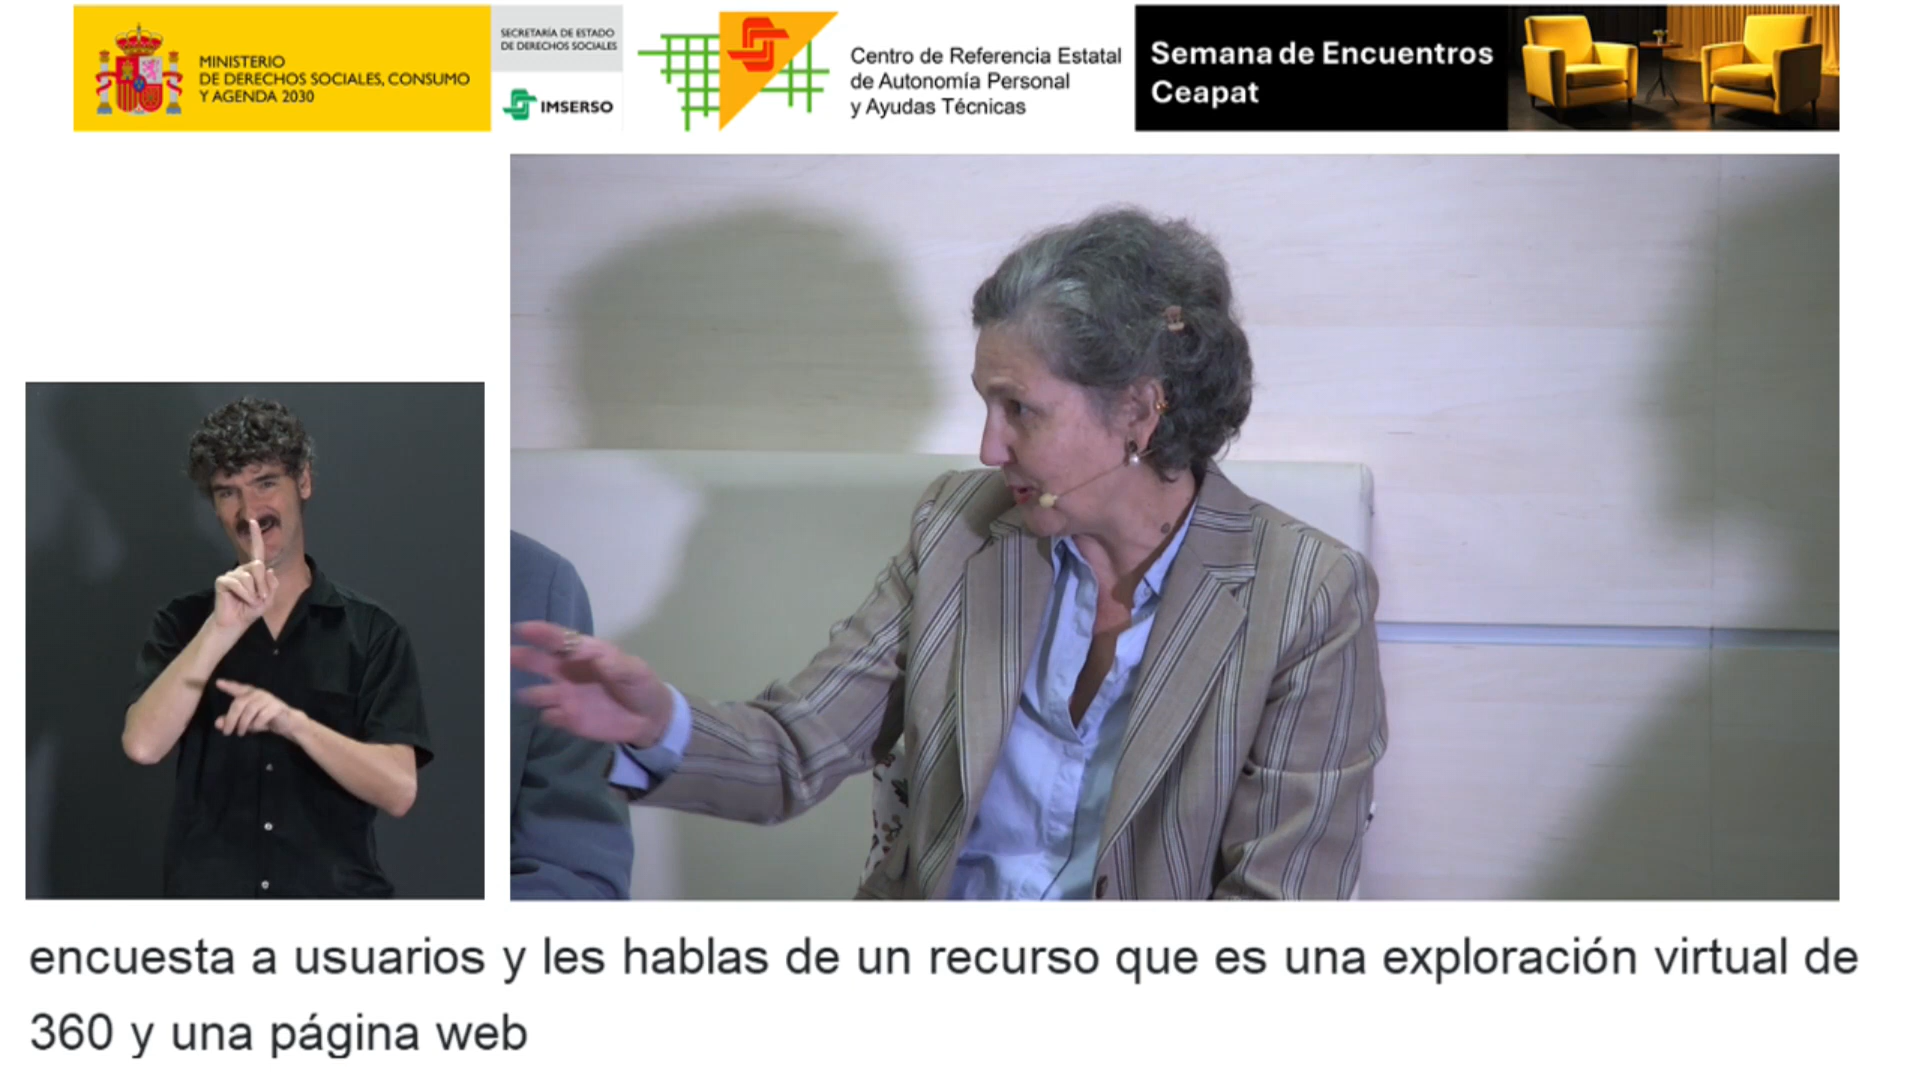 MINISTERIO
DE DERECHOS SOCIALES, CONSUMO
Y AGENDA 2030
SECRETARÍA DE ESTADO
DE DERECHOS SOCIALES
IMSERSO
Centro de Referencia Estatal
de Autonomía Personal
y Ayudas Técnicas
Semana de Encuentros
Ceapat
encuesta a usuarios y les hablas de un recurso que es una exploración virtual de
360 y una página web